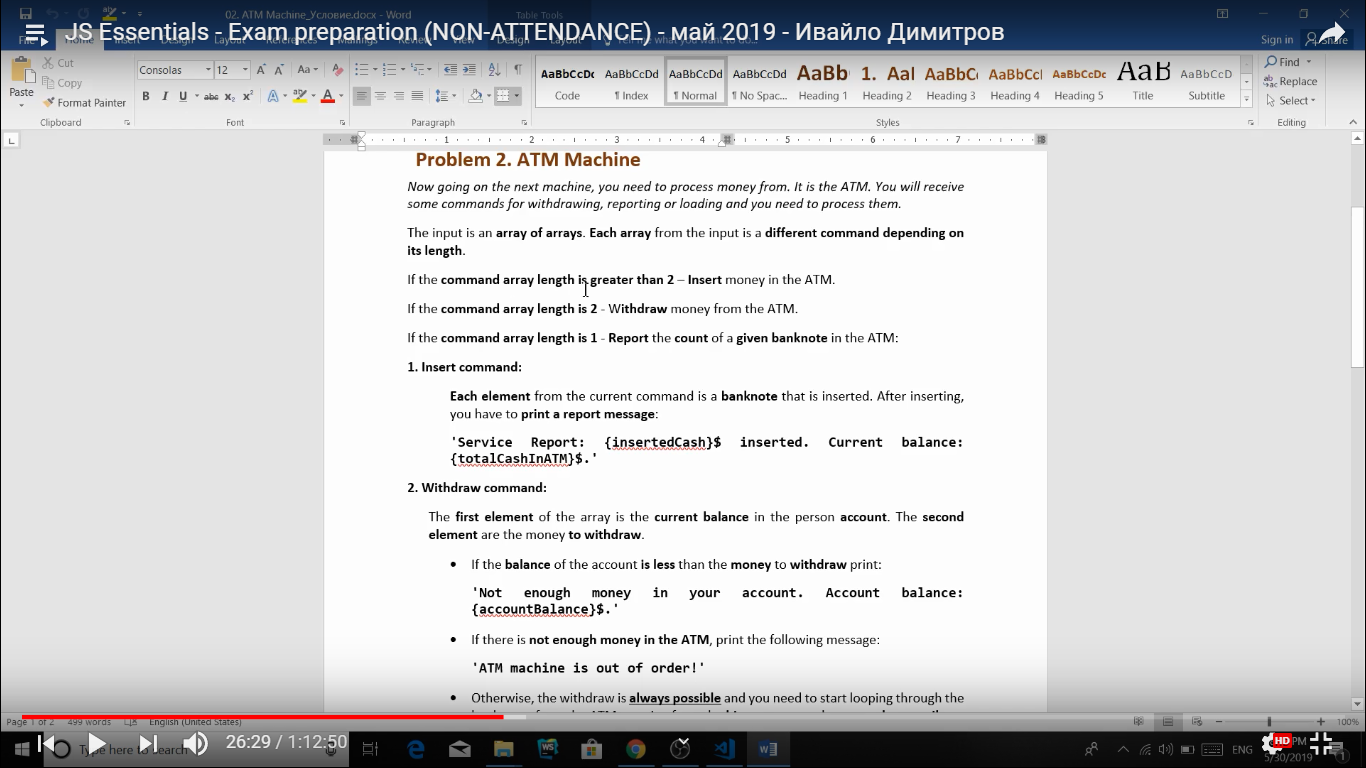 02. ATM Machine_Условие.docx - Word
Table Tools
JS Essentials - Exam preparation (NON-ATTENDANCE) - май 2019 - Ивайло Димитров
File Home Insert Design Layout References Mailings Review View Design Layout Tell me what you want to do... Sign in Share
Cut
Copy
Format Painter
Paste
Clipboard
Consolas 12
Font
Paragraph
AaBbCcDc AaBbCcDd AaBbCcDd AaBbCcDd AaBb 1. Aal AaBbC AaBbC AaBbCcDc AaB AaBbCcDd
Code ¶ Index ¶ Normal ¶ No Spac... Heading 1 Heading 2 Heading 3 Heading 4 Heading 5 Title Subtitle
Styles
Find
Replace
Select
Editing
1 2 3 4 5 6 7
Problem 2. ATM Machine
Now going on the next machine, you need to process money from. It is the ATM. You will receive
some commands for withdrawing, reporting or loading and you need to process them.
The input is an array of arrays. Each array from the input is a different command depending on
its length.
If the command array length is greater than 2 – Insert money in the ATM.
If the command array length is 2 - Withdraw money from the ATM.
If the command array length is 1 - Report the count of a given banknote in the ATM:
1. Insert command:
Each element from the current command is a banknote that is inserted. After inserting,
you have to print a report message:
'Service Report: {insertedCash}$ inserted. Current balance:
{totalCashInATM}$.'
2. Withdraw command:
The first element of the array is the current balance in the person account. The second
element are the money to withdraw.
• If the balance of the account is less than the money to withdraw print:
'Not enough money in your account. Account balance:
{accountBalance}$.'
• If there is not enough money in the ATM, print the following message:
'ATM machine is out of order!'
• Otherwise, the withdraw is always possible and you need to start looping through the
Page 1 of 2 499 words English (United States) 100%
Type here to search
26:29 / 1:12:50
HD
ENG
PM
5/30/2019